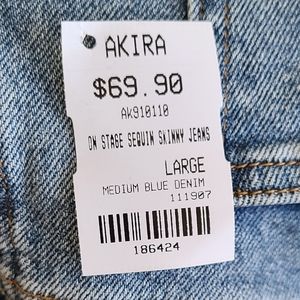 AKIRA
$69.90
AK910110
ON STAGE SEQUIN SKINNY JEANS
LARGE
MEDIUM BLUE DENIM
111907
186424